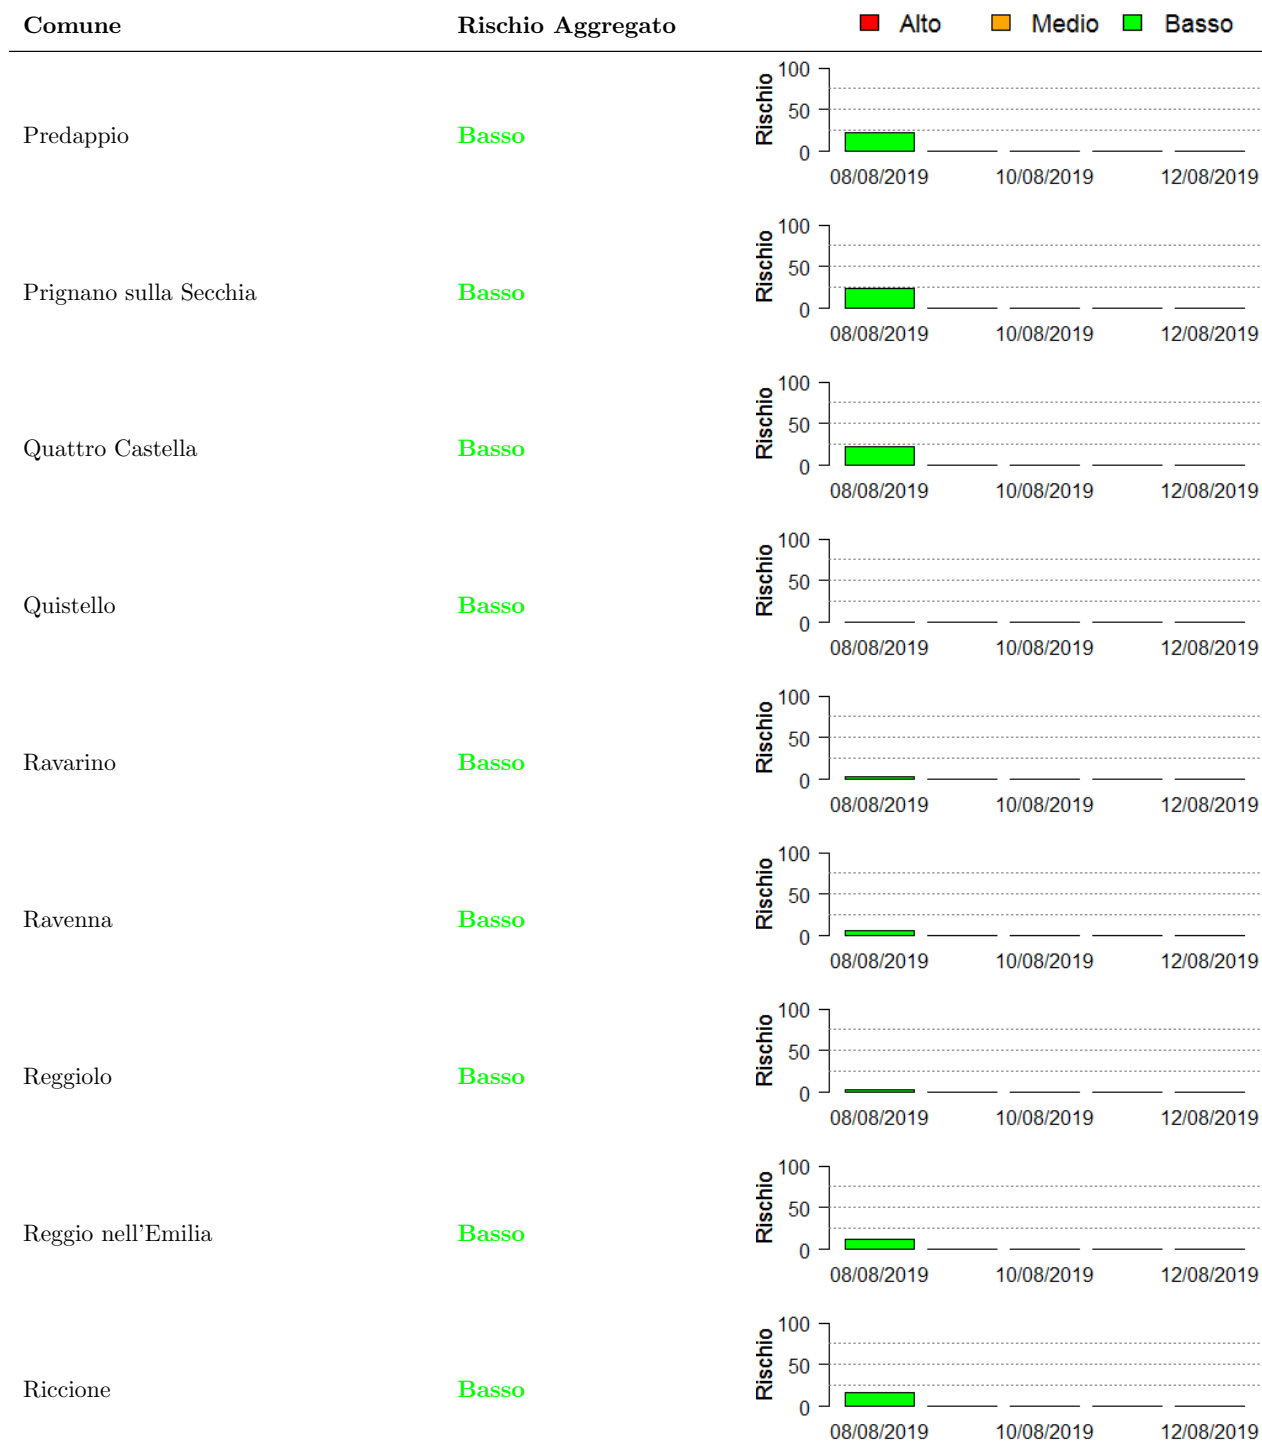 Comune Rischio Aggregato Alto Medio Basso
100
50
0
Rischio
Predappio Basso
08/08/2019 10/08/2019 12/08/2019
100
50
0
Rischio
Prignano sulla Secchia Basso
08/08/2019 10/08/2019 12/08/2019
100
50
0
Rischio
Quattro Castella Basso
08/08/2019 10/08/2019 12/08/2019
100
50
0
Rischio
Quistello Basso
08/08/2019 10/08/2019 12/08/2019
100
50
0
Rischio
Ravarino Basso
08/08/2019 10/08/2019 12/08/2019
100
50
0
Rischio
Ravenna Basso
08/08/2019 10/08/2019 12/08/2019
100
50
0
Rischio
Reggiolo Basso
08/08/2019 10/08/2019 12/08/2019
100
50
0
Rischio
Reggio nell'Emilia Basso
08/08/2019 10/08/2019 12/08/2019
100
50
0
Rischio
Riccione Basso
08/08/2019 10/08/2019 12/08/2019